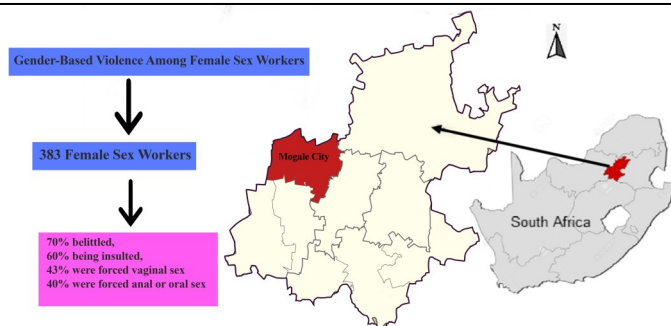 Gender-Based Violence Among Female Sex Workers
383 Female Sex Workers
70% belittled,
60% being insulted,
43% were forced vaginal sex
40% were forced anal or oral sex
Mogale City
N
South Africa